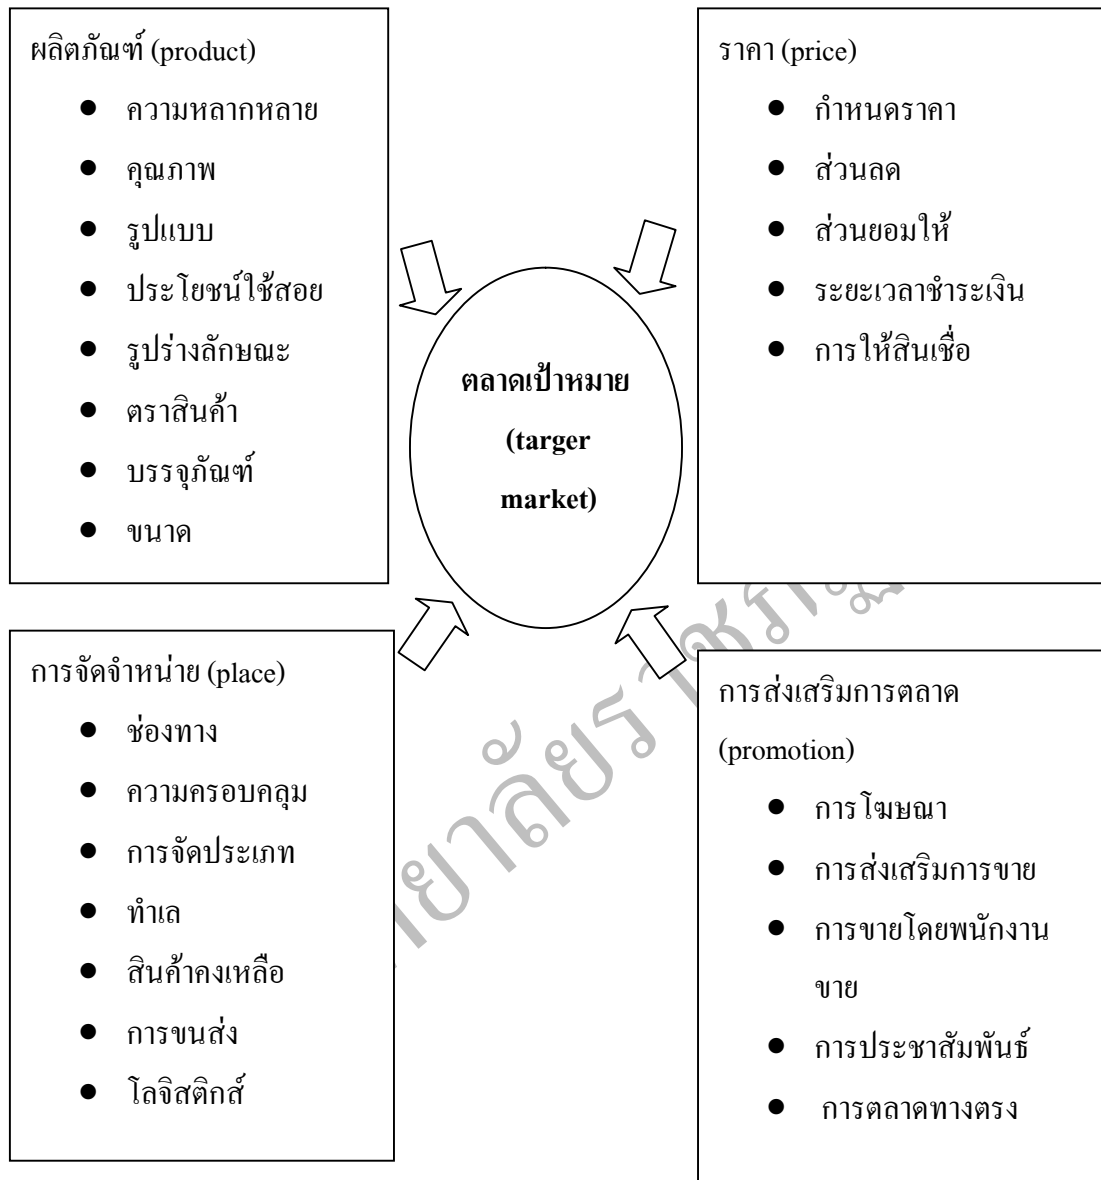 ผลิตภัณฑ์ (product)
● ความหลากหลาย
● คุณภาพ
● รูปแบบ
● ประโยชน์ใช้สอย
● รูปร่างลักษณะ
● ตราสินค้า
● บรรจุภัณฑ์
● ขนาด
ราคา (price)
● กำหนดราคา
● ส่วนลด
● ส่วนยอมให้
● ระยะเวลาชำระเงิน
● การให้สินเชื่อ
ตลาดเป้าหมาย
(targer
market)
การจัดจำหน่าย (place)
● ช่องทาง
● ความครอบคลุม
● การจัดประเภท
● ทำเล
● สินค้าคงเหลือ
● การขนส่ง
● โลจิสติกส์
การส่งเสริมการตลาด
(promotion)
● การโฆษณา
● การส่งเสริมการขาย
● การขายโดยพนักงาน
ขาย
● การประชาสัมพันธ์
● การตลาดทางตรง